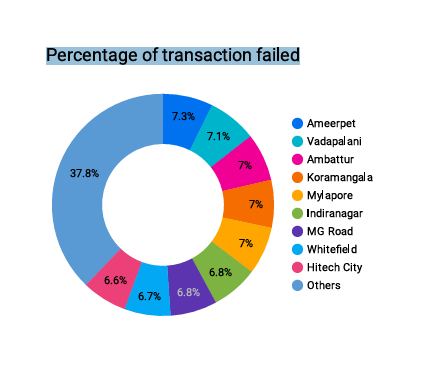 Percentage of transaction failed
7.3%
7.1%
7%
7%
7%
6.8%
6.8%
6.7%
6.6%
37.8%
Ameerpet
Vadapalani
Ambattur
Koramangala
Mylapore
Indiranagar
MG Road
Whitefield
Hitech City
Others